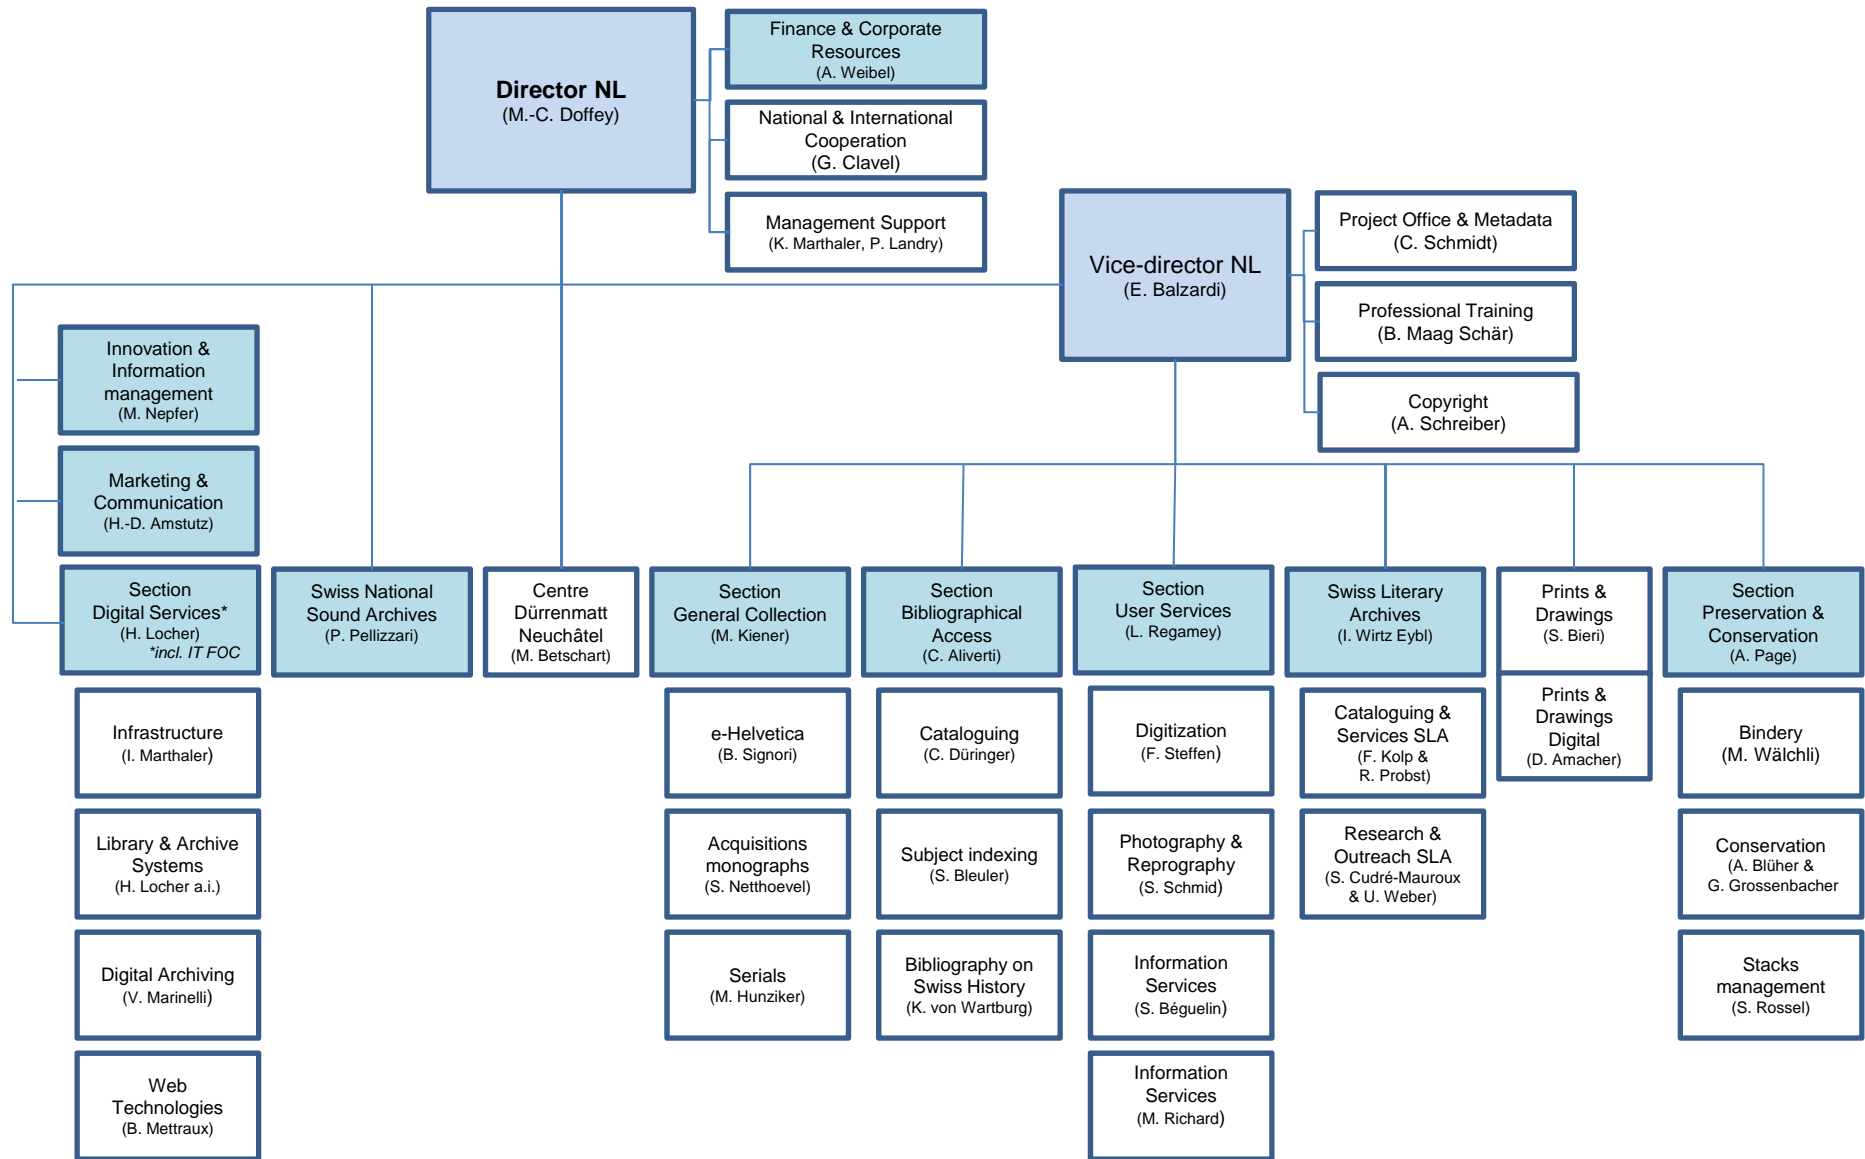 Director NL
(M.-C. Doffey)
Finance & Corporate
Resources
(A. Weibel)
National & International
Cooperation
(G. Clavel)
Management Support
(K. Marthaler, P. Landry)
Vice-director NL
(E. Balzardi)
Project Office & Metadata
(C. Schmidt)
Professional Training
(B. Maag Schär)
Copyright
(A. Schreiber)
Innovation &
Information
management
(M. Nepfer)
Marketing &
Communication
(H.-D. Amstutz)
Section
Digital Services*
(H. Locher)
*incl. IT FOC
Swiss National
Sound Archives
(P. Pellizzari)
Centre
Dürrenmatt
Neuchâtel
(M. Betschart)
Section
General Collection
(M. Kiener)
Section
Bibliographical
Access
(C. Aliverti)
Section
User Services
(L. Regamey)
Swiss Literary
Archives
(I. Wirtz Eybl)
Prints &
Drawings
(S. Bieri)
Section
Preservation &
Conservation
(A. Page)
Infrastructure
(I. Marthaler)
e-Helvetica
(B. Signori)
Cataloguing
(C. Düringer)
Digitization
(F. Steffen)
Cataloguing &
Services SLA
(F. Kolp &
R. Probst)
Prints &
Drawings
Digital
(D. Amacher)
Bindery
(M. Wälchli)
Library & Archive
Systems
(H. Locher a.i.)
Acquisitions
monographs
(S. Netthoevel)
Subject indexing
(S. Bleuler)
Photography &
Reprography
(S. Schmid)
Research &
Outreach SLA
(S. Cudré-Mauroux
& U. Weber)
Conservation
(A. Blüher &
G. Grossenbacher
Digital Archiving
(V. Marinelli)
Serials
(M. Hunziker)
Bibliography on
Swiss History
(K. von Wartburg)
Information
Services
(S. Béguelin)
Stacks
management
(S. Rossel)
Web
Technologies
(B. Mettraux)
Information
Services
(M. Richard)